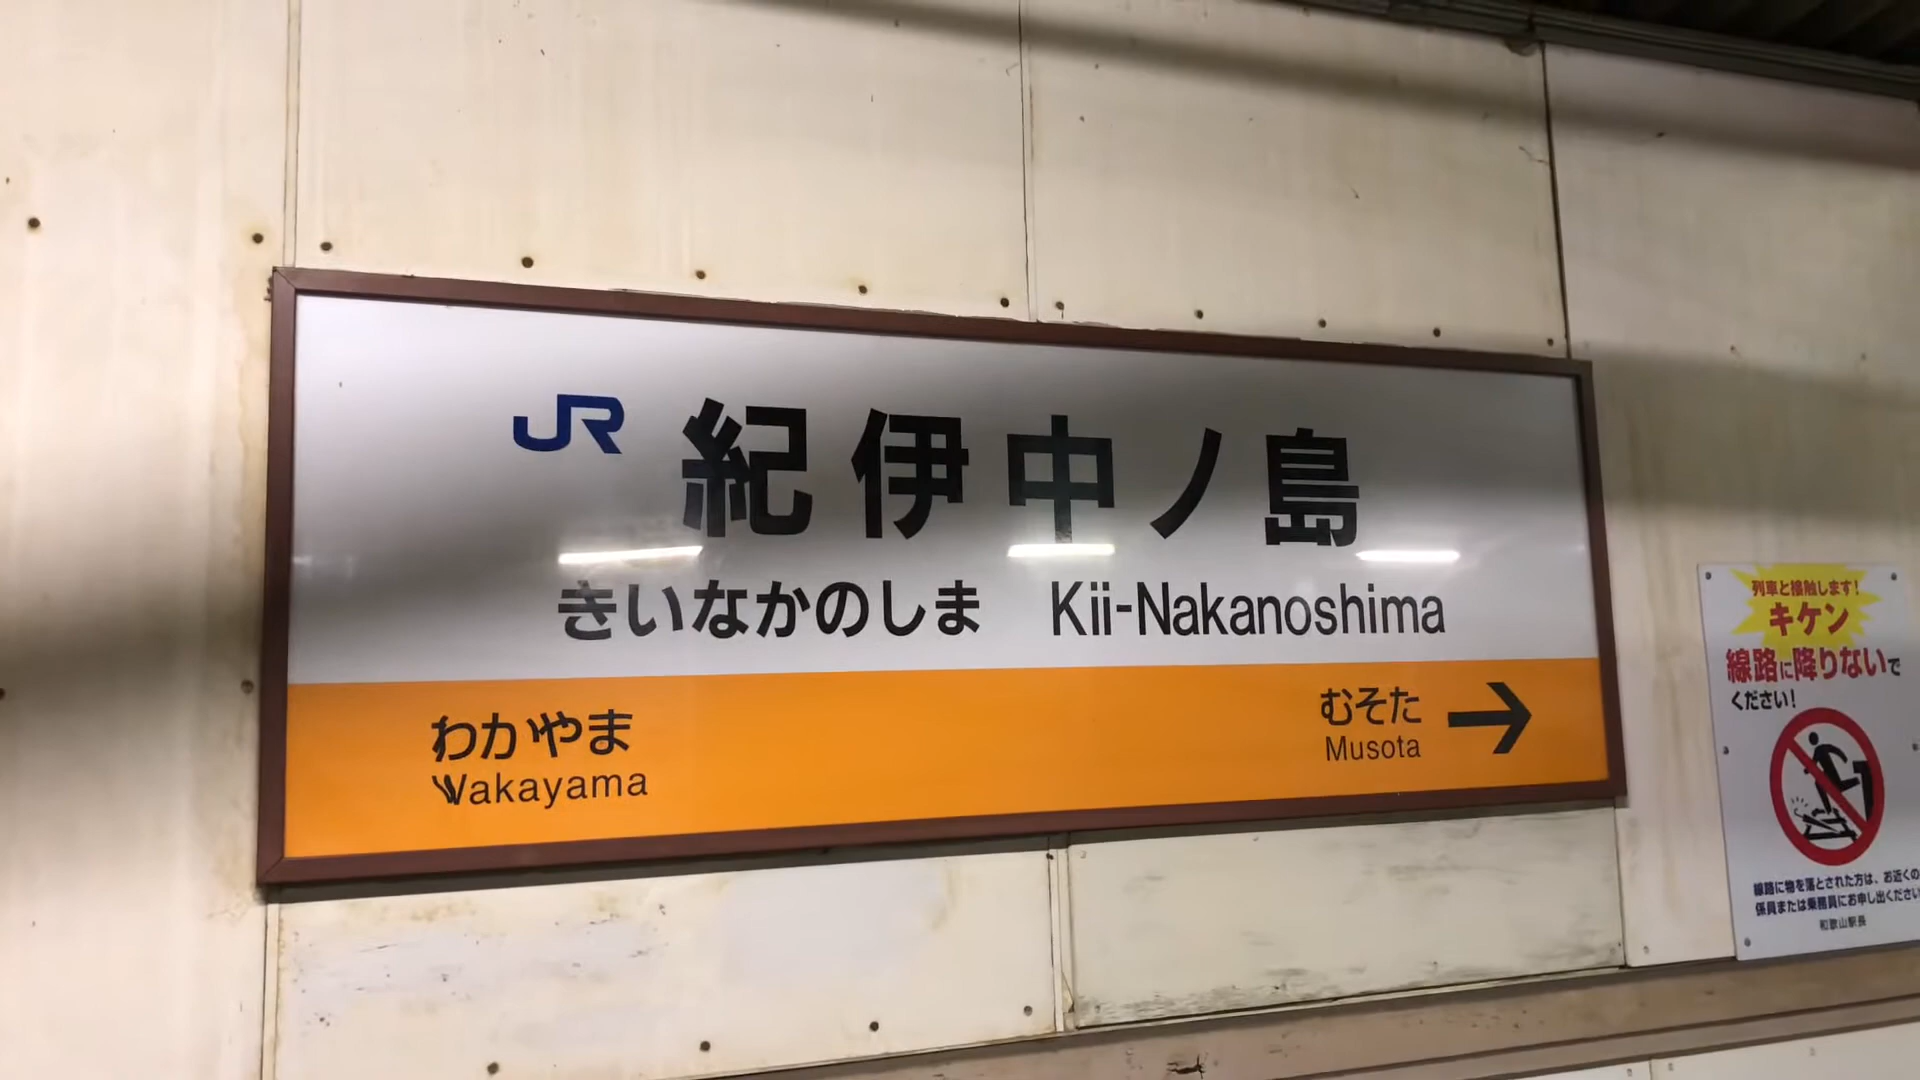 JR 紀伊中ノ島
きいなかのしま Kii-Nakanoshima
わかやま
Wakayama
むそた
Musota
列車と接触します！
キケン
線路に降りないで
ください！
線路に物を落とされた方は、お近くの
係員または乗務員にお申し出ください
和歌山駅長